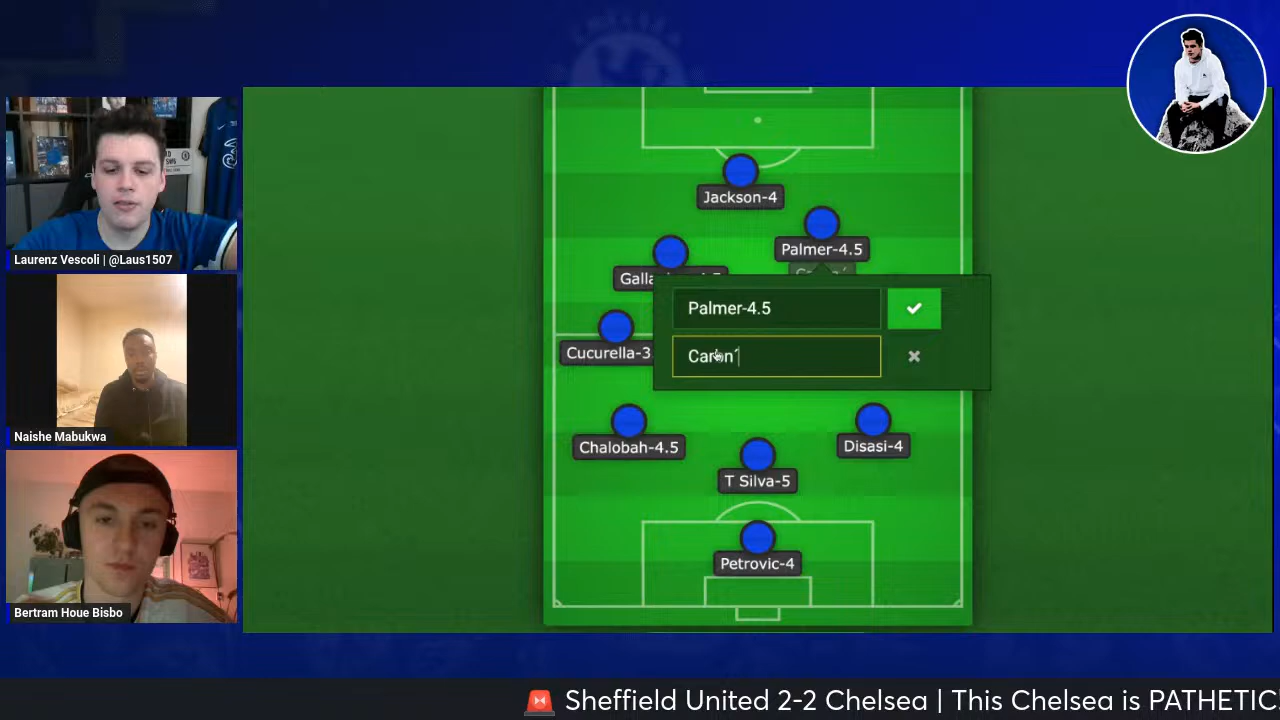 Laurenz Vescoli | @Laus1507
Naishe Mabukwa
Bertram Houe Bisbo
Jackson-4
Palmer-4.5
Palmer-4.5
Cucurella-3
Chalobah-4.5
Disasi-4
T Silva-5
Petrovic-4
🚨 Sheffield United 2-2 Chelsea | This Chelsea is PATHETIC